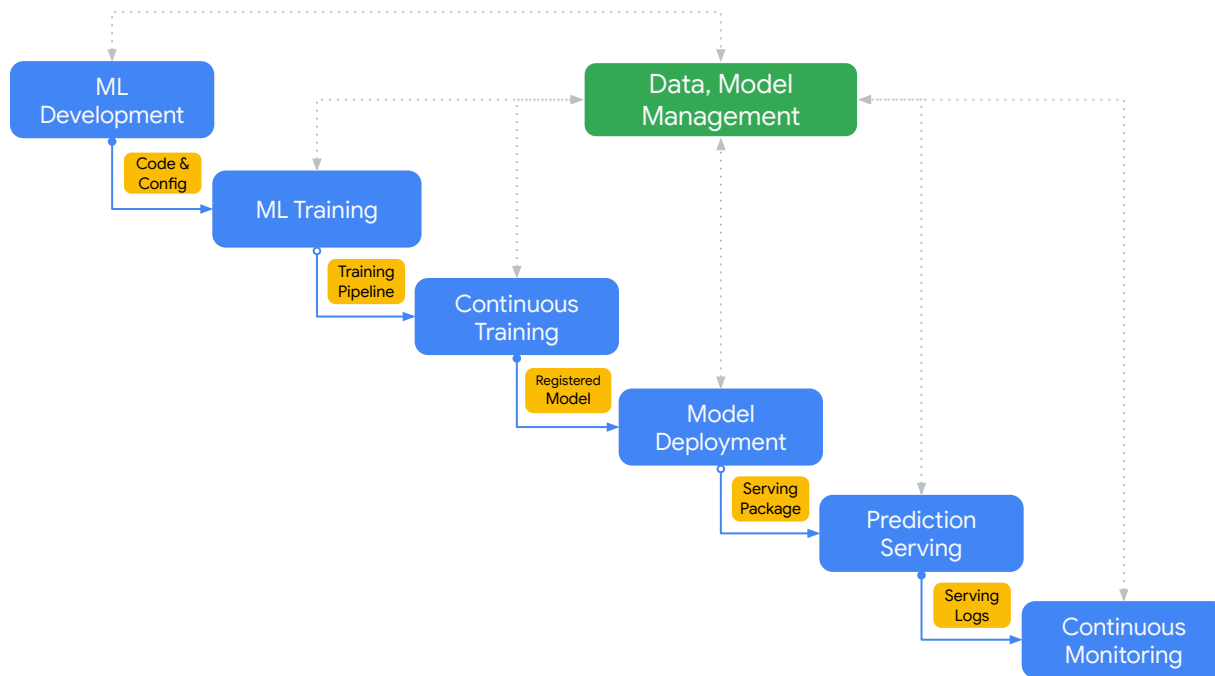 ML
Development
Data, Model
Management
Code &
Config
ML Training
Training
Pipeline
Continuous
Training
Registered
Model
Model
Deployment
Serving
Package
Prediction
Serving
Serving
Logs
Continuous
Monitoring